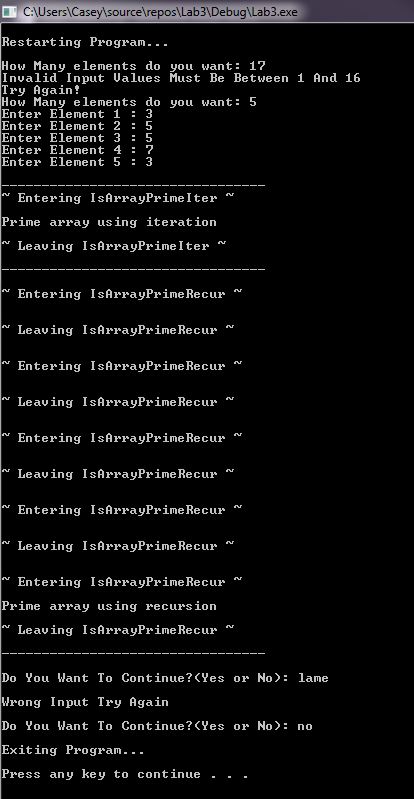 C:\Users\Casey\source\repos\Lab3\Debug\Lab3.exe
Restarting Program...
How Many elements do you want: 17
Invalid Input Values Must Be Between 1 And 16
Try Again!
How Many elements do you want: 5
Enter Element 1 : 3
Enter Element 2 : 5
Enter Element 3 : 5
Enter Element 4 : 7
Enter Element 5 : 3
_________________________________
~ Entering IsArrayPrimeIter ~
Prime array using iteration
~ Leaving IsArrayPrimeIter ~
_________________________________
~ Entering IsArrayPrimeRecur ~
~ Leaving IsArrayPrimeRecur ~
~ Entering IsArrayPrimeRecur ~
~ Leaving IsArrayPrimeRecur ~
~ Entering IsArrayPrimeRecur ~
~ Leaving IsArrayPrimeRecur ~
~ Entering IsArrayPrimeRecur ~
~ Leaving IsArrayPrimeRecur ~
~ Entering IsArrayPrimeRecur ~
Prime array using recursion
~ Leaving IsArrayPrimeRecur ~
_________________________________
Do You Want To Continue?(Yes or No): lame
Wrong Input Try Again
Do You Want To Continue?(Yes or No): no
Exiting Program...
Press any key to continue . . .